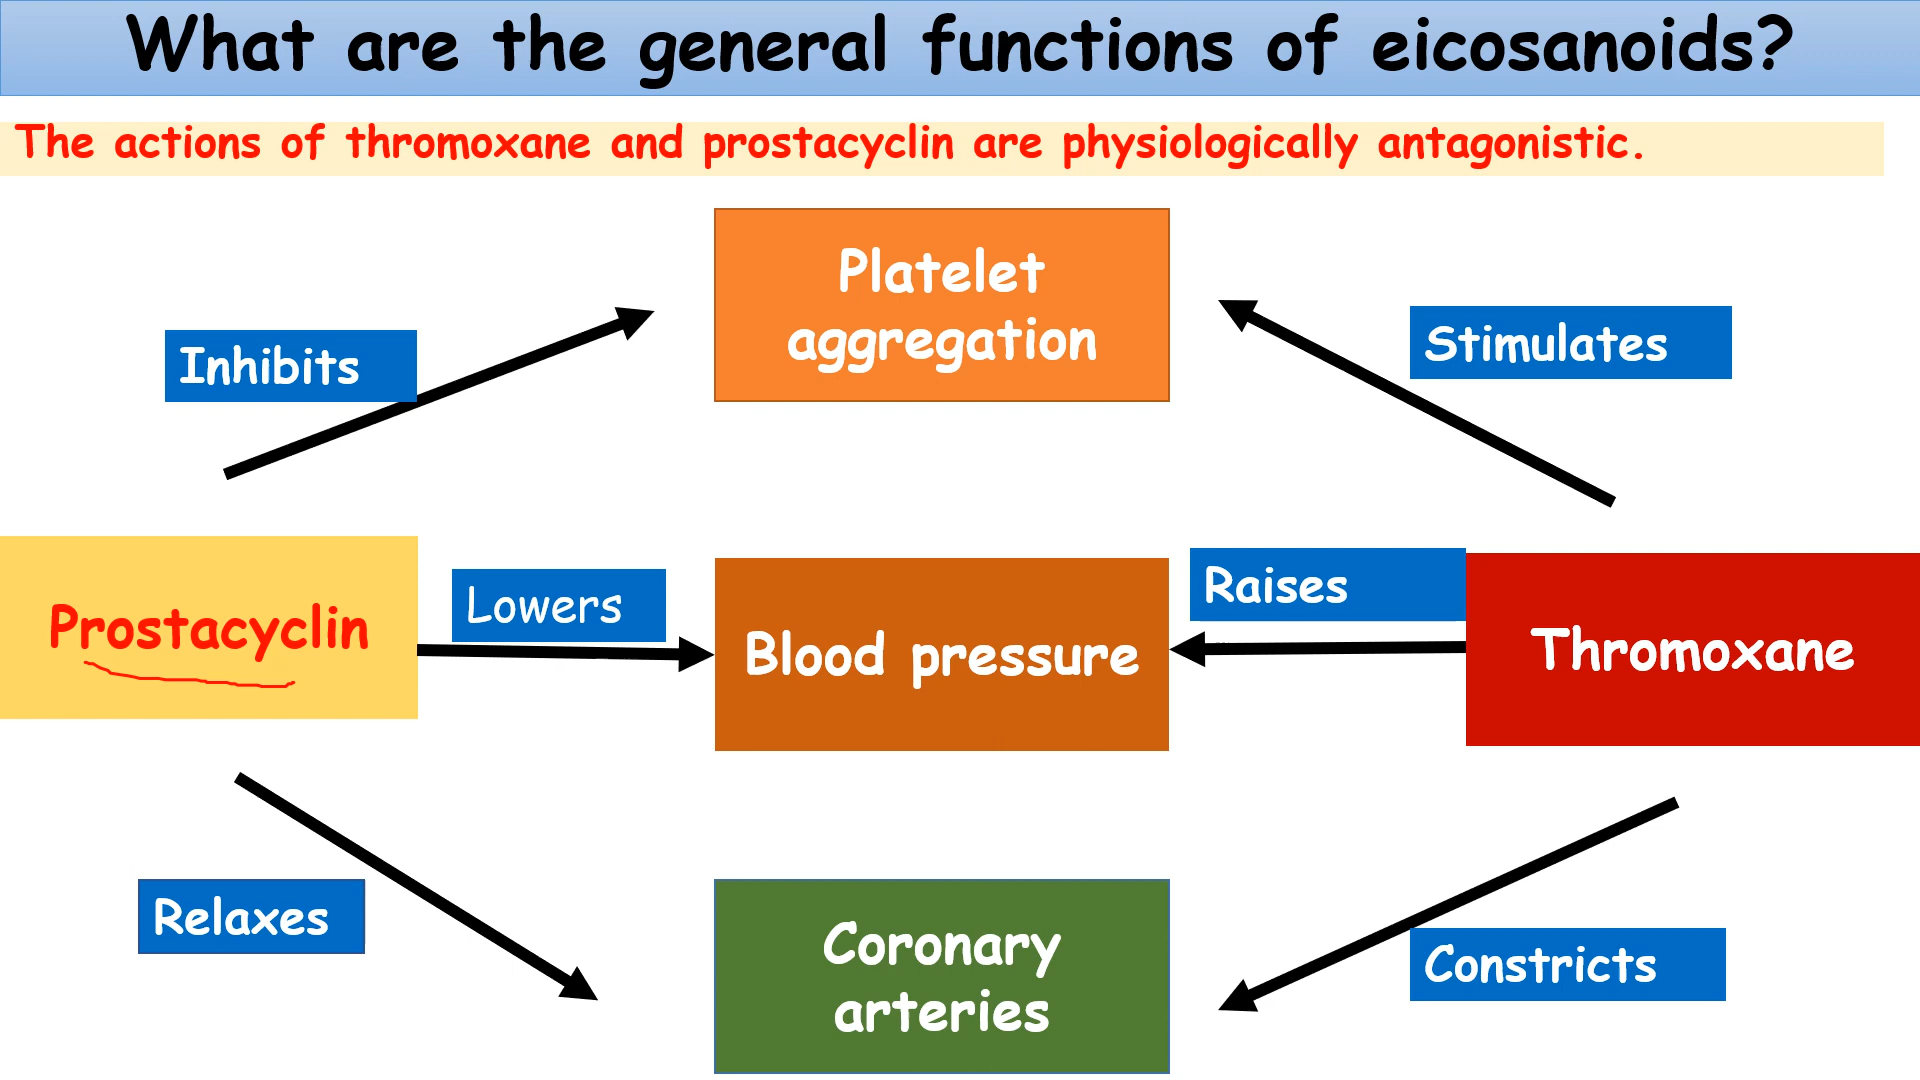 What are the general functions of eicosanoids?
The actions of thromoxane and prostacyclin are physiologically antagonistic.
Platelet
aggregation
Inhibits
Stimulates
Prostacyclin
Lowers
Blood pressure
Raises
Thromoxane
Relaxes
Coronary
arteries
Constricts